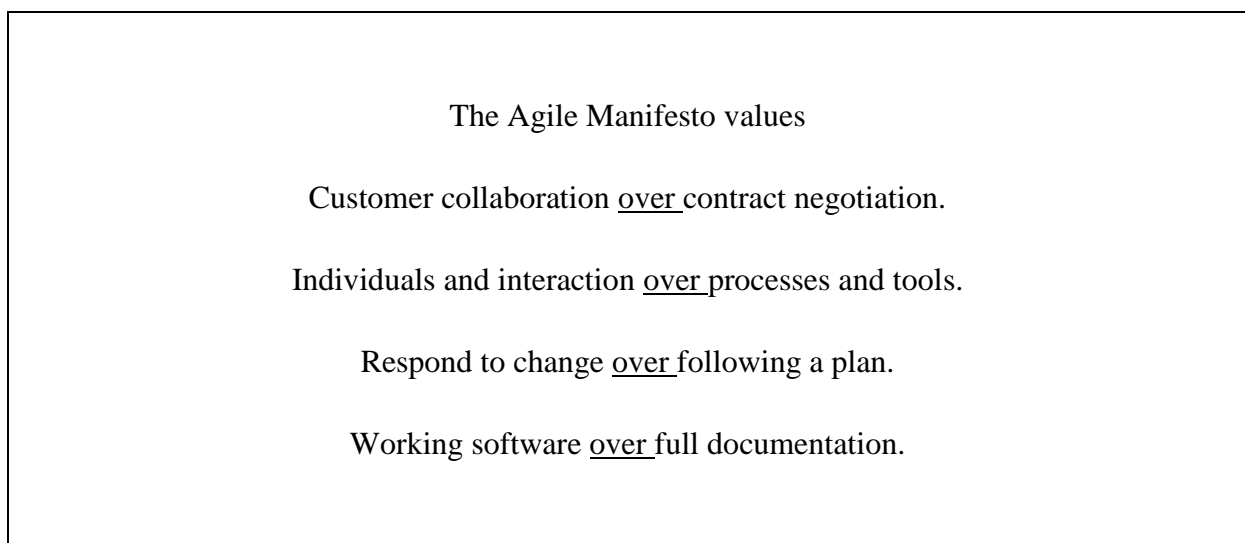 The Agile Manifesto values
Customer collaboration over contract negotiation.
Individuals and interaction over processes and tools.
Respond to change over following a plan.
Working software over full documentation.